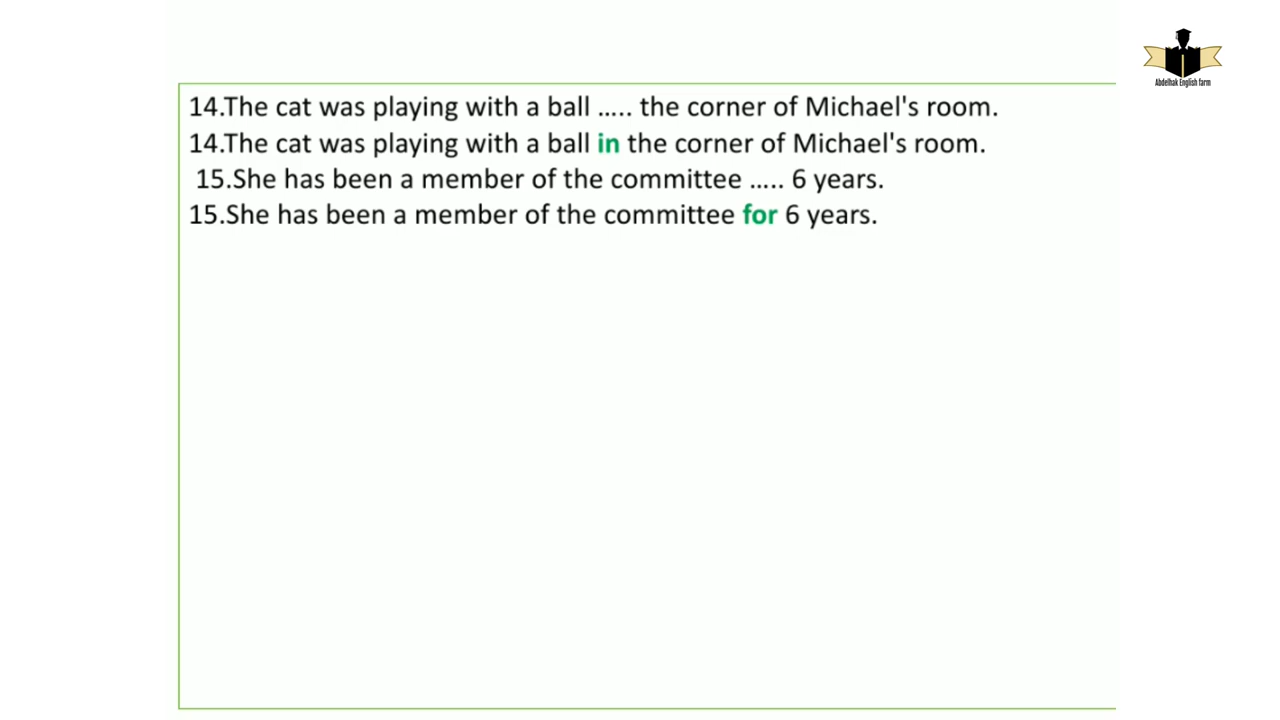 Abdelhak English farm
14.The cat was playing with a ball ..... the corner of Michael's room.
14.The cat was playing with a ball in the corner of Michael's room.
15.She has been a member of the committee ..... 6 years.
15.She has been a member of the committee for 6 years.